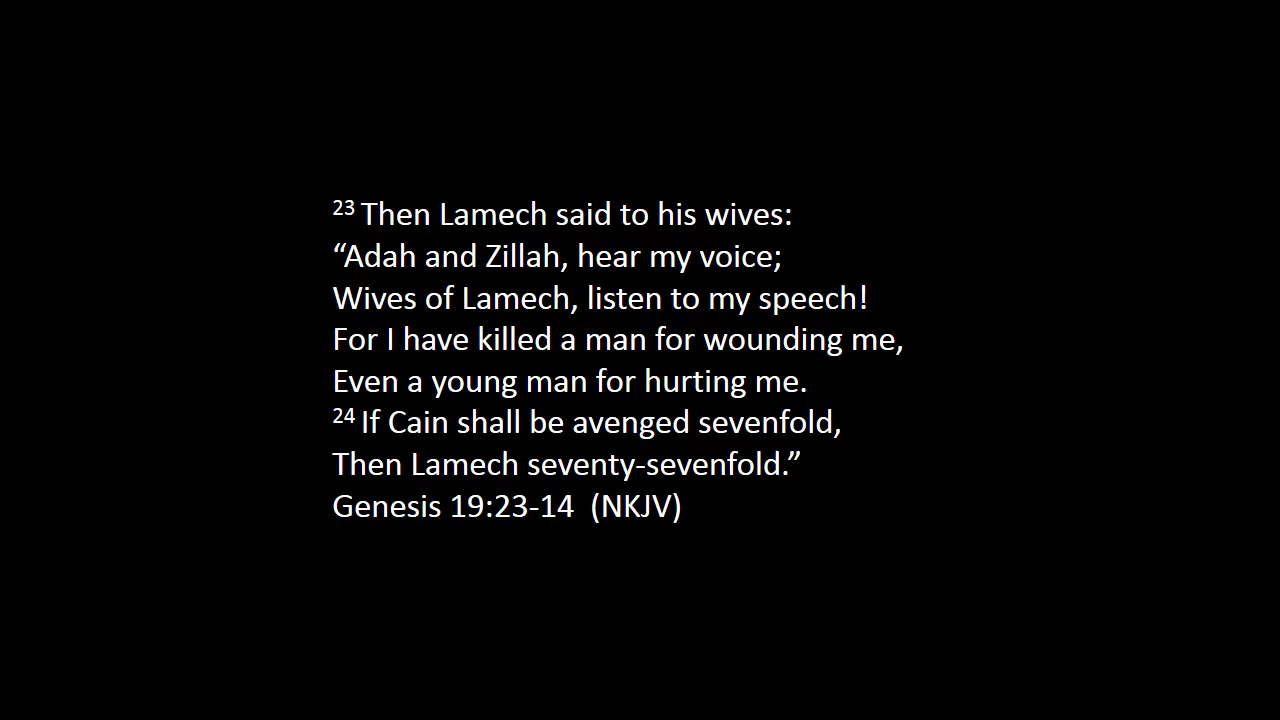 23 Then Lamech said to his wives:
“Adah and Zillah, hear my voice;
Wives of Lamech, listen to my speech!
For I have killed a man for wounding me,
Even a young man for hurting me.
24 If Cain shall be avenged sevenfold,
Then Lamech seventy-sevenfold.”
Genesis 19:23-14 (NKJV)